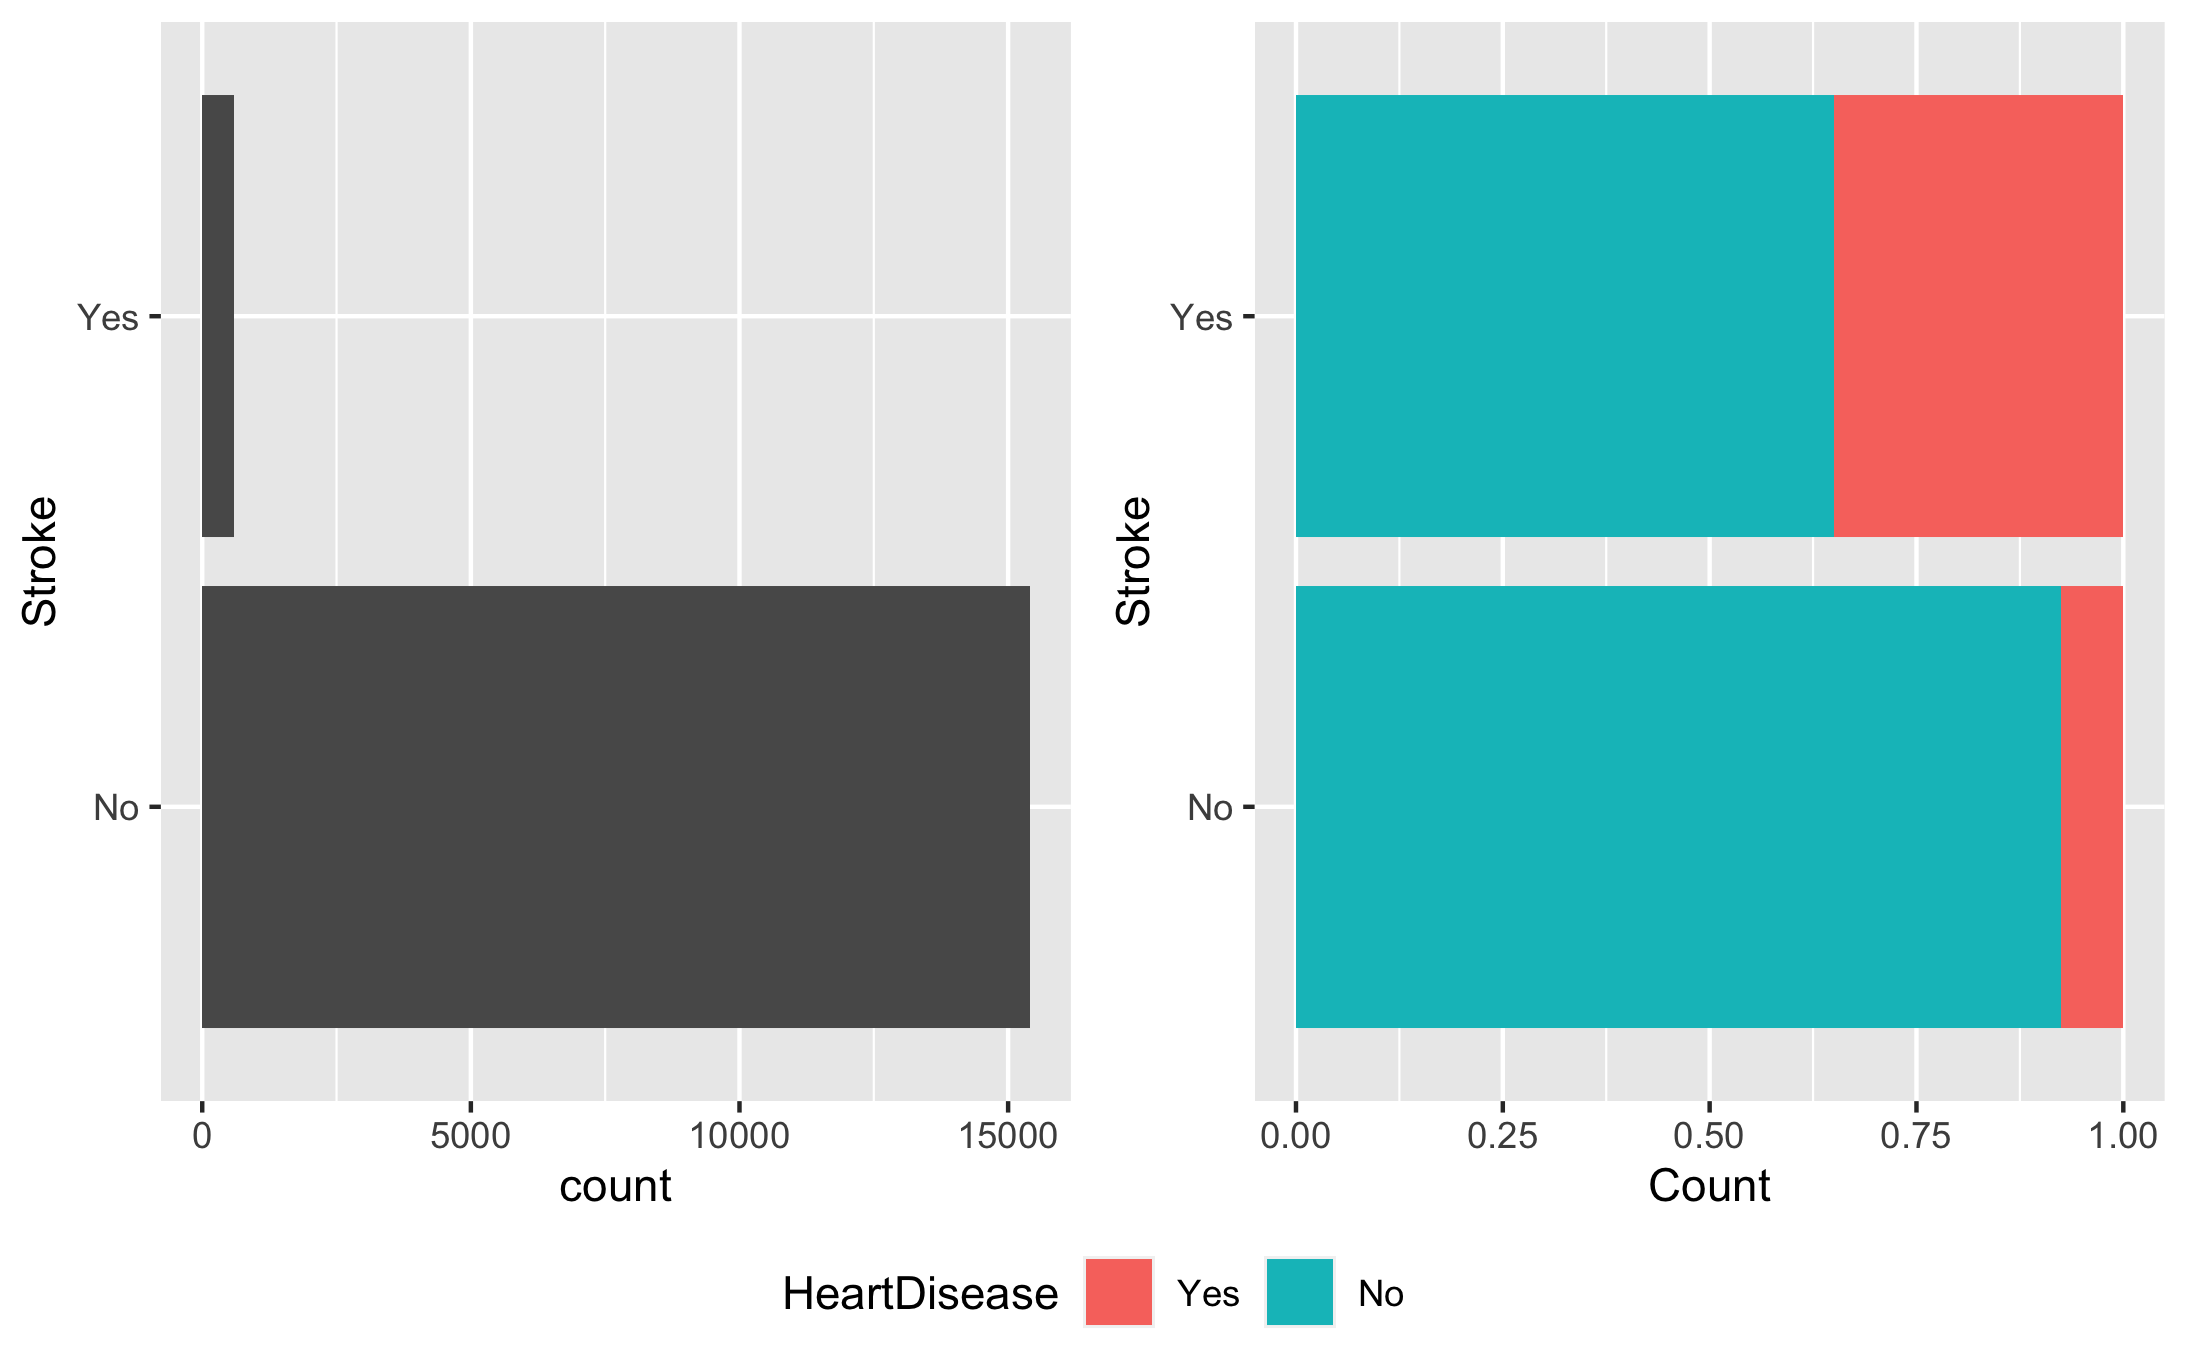 Stroke
Yes
No
0 5000 10000 15000
count
Stroke
Yes
No
0.00 0.25 0.50 0.75 1.00
Count
HeartDisease Yes No